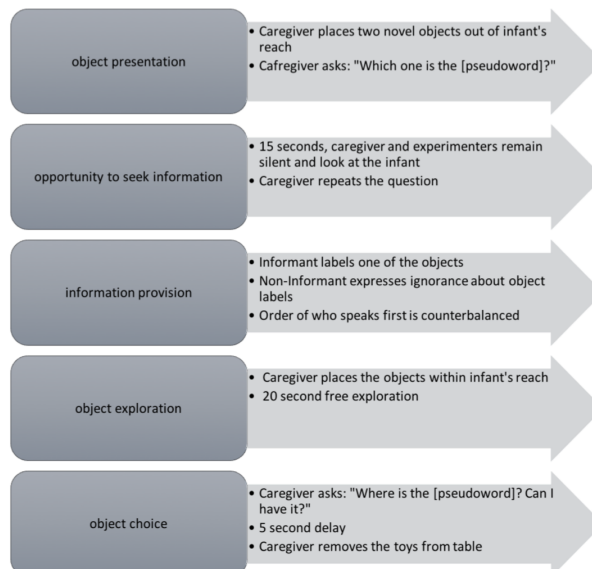 object presentation
• Caregiver places two novel objects out of infant's
reach
• Cafregiver asks: "Which one is the [pseudoword]?"
opportunity to seek information
• 15 seconds, caregiver and experimenters remain
silent and look at the infant
• Caregiver repeats the question
information provision
• Informant labels one of the objects
• Non-Informant expresses ignorance about object
labels
• Order of who speaks first is counterbalanced
object exploration
• Caregiver places the objects within infant's reach
• 20 second free exploration
object choice
• Caregiver asks: "Where is the [pseudoword]? Can I
have it?"
• 5 second delay
• Caregiver removes the toys from table